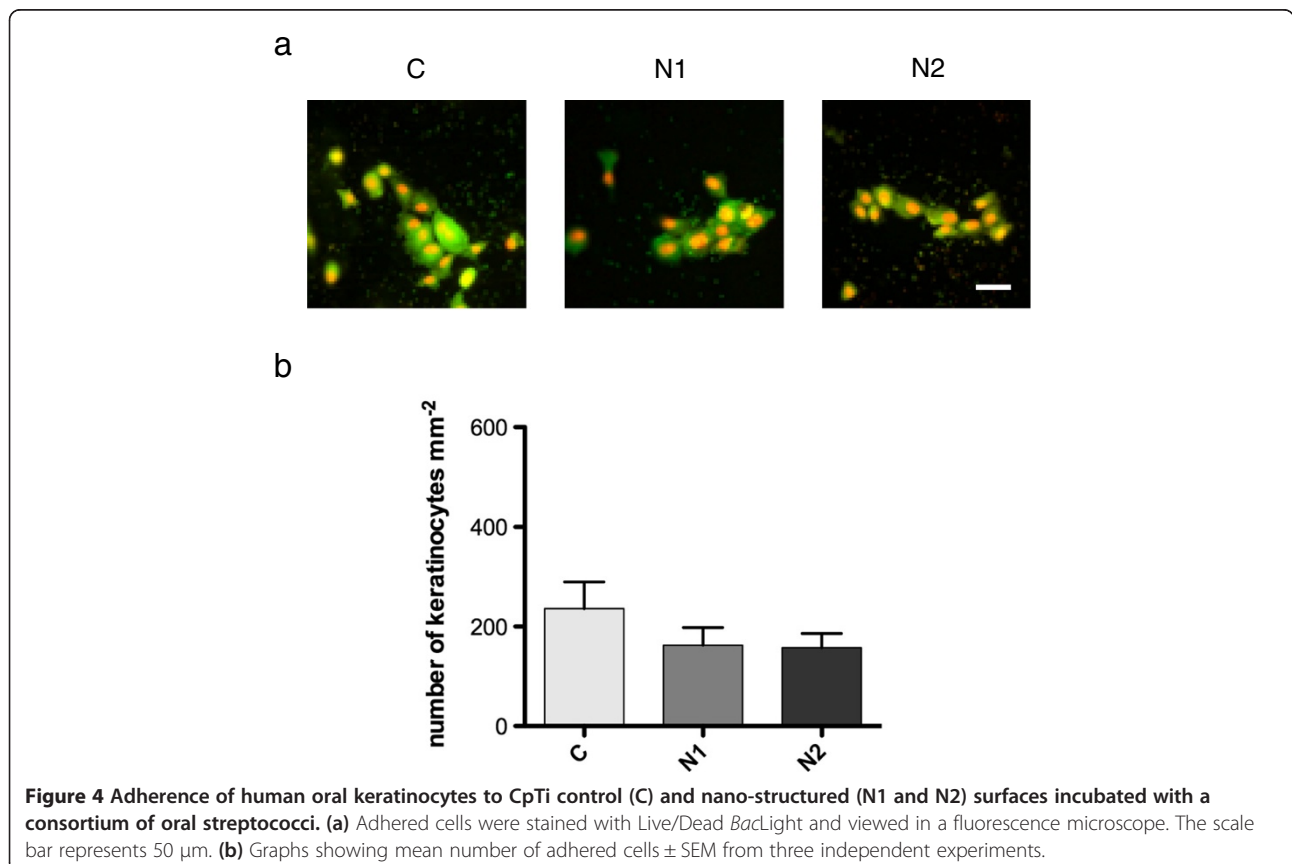 a
C N1 N2
b
number of keratinocytes mm⁻²
600
400
200
0
C N1 N2
Figure 4 Adherence of human oral keratinocytes to CpTi control (C) and nano-structured (N1 and N2) surfaces incubated with a
consortium of oral streptococci. (a) Adhered cells were stained with Live/Dead BacLight and viewed in a fluorescence microscope. The scale
bar represents 50 μm. (b) Graphs showing mean number of adhered cells ± SEM from three independent experiments.